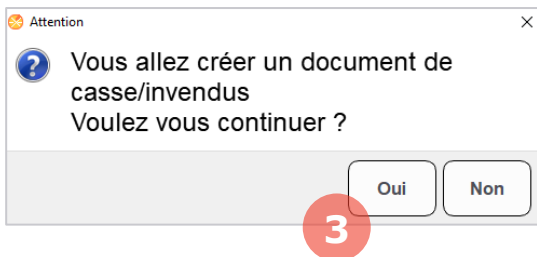 Attention
Vous allez créer un document de
casse/invendus
Voulez vous continuer ?
Oui
Non
3